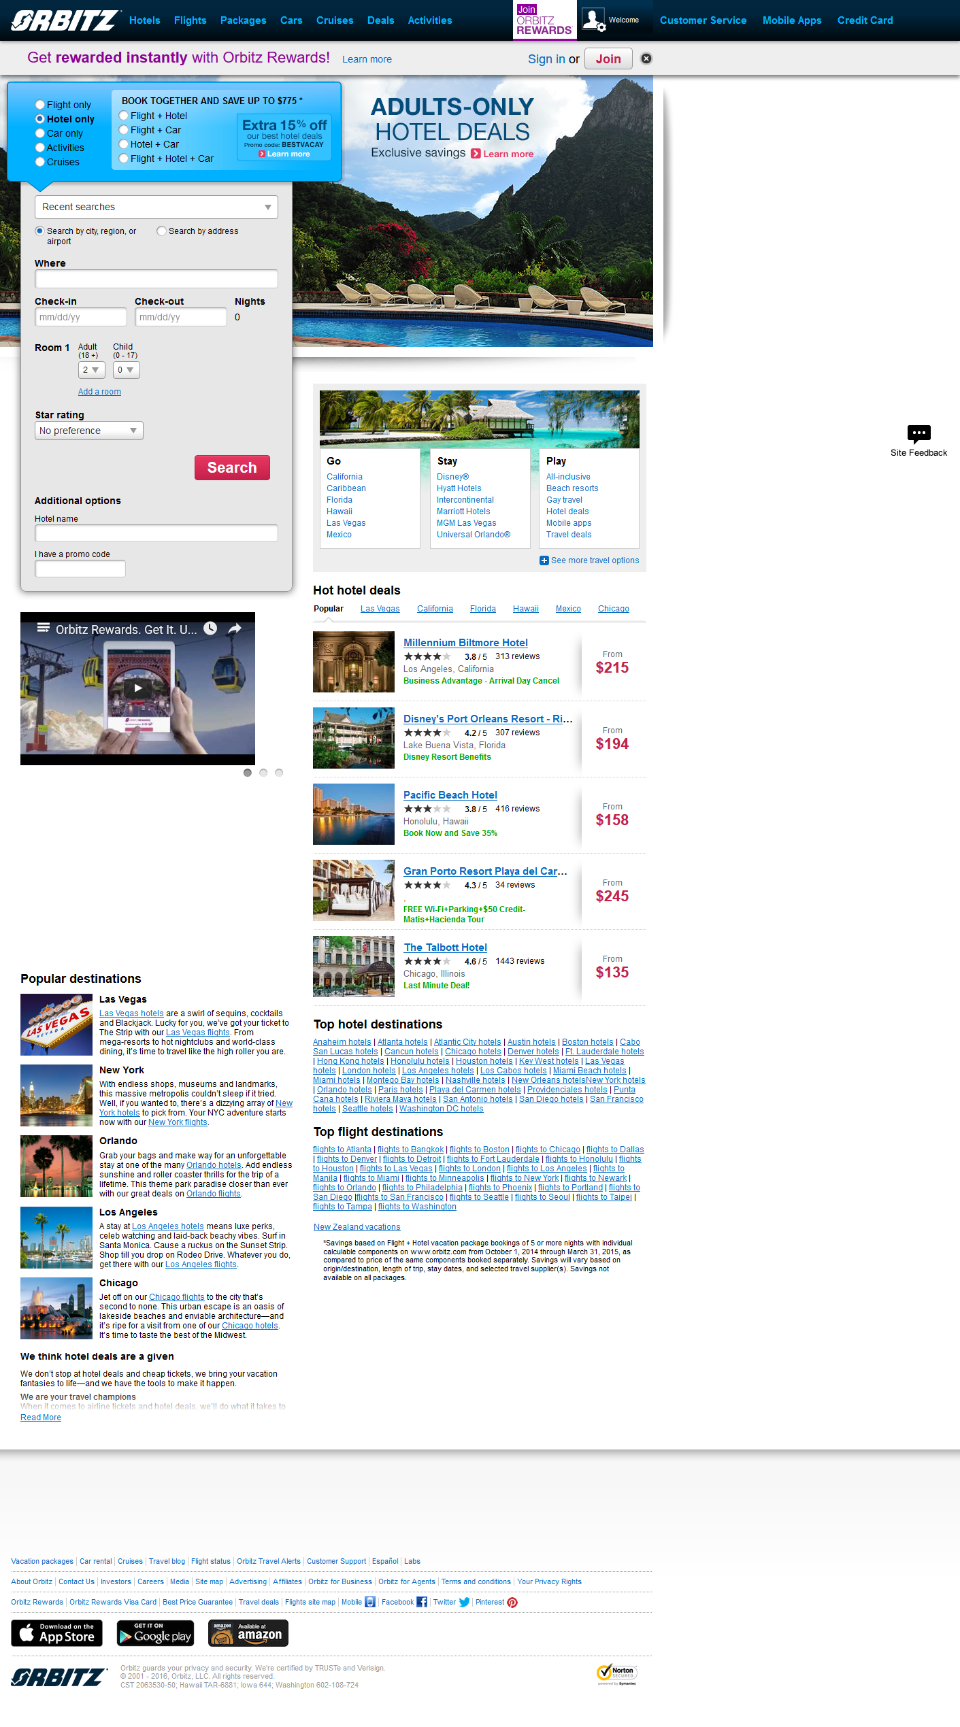 ORBITZ Hotels Flights Packages Cars Cruises Deals Activities Join ORBITZ REWARDS Welcome Customer Service Mobile Apps Credit Card
Get rewarded instantly with Orbitz Rewards! Learn more Sign in or Join
Flight only
Hotel only
Car only
Activities
Cruises
BOOK TOGETHER AND SAVE UP TO $775 *
Flight + Hotel
Flight + Car
Hotel + Car
Flight + Hotel + Car
Extra 15% off
our best hotel deals
Promo code: BESTVACAY
Learn more
ADULTS-ONLY
HOTEL DEALS
Exclusive savings Learn more
Recent searches
Search by city, region, or
airport
Search by address
Where
Check-in Check-out Nights
mm/dd/yy mm/dd/yy 0
Room 1 Adult Child
(18 +) (0 - 17)
2 0
Add a room
Star rating
No preference
Search
Additional options
Hotel name
I have a promo code
Site Feedback
Go
California
Caribbean
Florida
Hawaii
Las Vegas
Mexico
Stay
Disney®
Hyatt Hotels
Intercontinental
Marriott Hotels
MGM Las Vegas
Universal Orlando®
Play
All-inclusive
Beach resorts
Gay travel
Hotel deals
Mobile apps
Travel deals
See more travel options
Orbitz Rewards. Get It. U...
Hot hotel deals
Popular Las Vegas California Florida Hawaii Mexico Chicago
Millennium Biltmore Hotel
3.8 / 5 313 reviews
Los Angeles, California
Business Advantage - Arrival Day Cancel
From
$215
Disney's Port Orleans Resort - Ri...
4.2 / 5 307 reviews
Lake Buena Vista, Florida
Disney Resort Benefits
From
$194
Pacific Beach Hotel
3.8 / 5 416 reviews
Honolulu, Hawaii
Book Now and Save 35%
From
$158
Gran Porto Resort Playa del Car...
4.3 / 5 34 reviews
,
FREE Wi-Fi+Parking+$50 Credit-
Matis+Hacienda Tour
From
$245
The Talbott Hotel
4.6 / 5 1443 reviews
Chicago, Illinois
Last Minute Deal!
From
$135
Popular destinations
LAS VEGAS
Las Vegas
Las Vegas hotels are a swirl of sequins, cocktails
and Blackjack. Lucky for you, we've got your ticket to
The Strip with our Las Vegas flights. From
mega-resorts to hot nightclubs and world-class
dining, it's time to travel like the high roller you are.
New York
With endless shops, museums and landmarks,
this massive metropolis couldn't sleep if it tried.
Well, if you wanted to, there's a dizzying array of New
York hotels to pick from. Your NYC adventure starts
now with our New York flights.
Orlando
Grab your bags and make way for an unforgettable
stay at one of the many Orlando hotels. Add endless
sunshine and roller coaster thrills for the trip of a
lifetime. This theme park paradise closer than ever
with our great deals on Orlando flights.
Los Angeles
A stay at Los Angeles hotels means luxe perks,
celeb watching and laid-back beachy vibes. Surf in
Santa Monica. Cause a ruckus on the Sunset Strip.
Shop till you drop on Rodeo Drive. Whatever you do,
get there with our Los Angeles flights.
Chicago
Jet off on our Chicago flights to the city that's
second to none. This urban escape is an oasis of
lakeside beaches and enviable architecture—and
it's ripe for a visit from one of our Chicago hotels.
It's time to taste the best of the Midwest.
We think hotel deals are a given
We don't stop at hotel deals and cheap tickets, we bring your vacation
fantasies to life—and we have the tools to make it happen.
We are your travel champions
When it comes to airline tickets and hotel deals, we'll do what it takes to
Read More
Top hotel destinations
Anaheim hotels | Atlanta hotels | Atlantic City hotels | Austin hotels | Boston hotels | Cabo
San Lucas hotels | Cancun hotels | Chicago hotels | Denver hotels | Ft. Lauderdale hotels
| Hong Kong hotels | Honolulu hotels | Houston hotels | Key West hotels | Las Vegas
hotels | London hotels | Los Angeles hotels | Los Cabos hotels | Miami Beach hotels |
Miami hotels | Montego Bay hotels | Nashville hotels | New Orleans hotelsNew York hotels
| Orlando hotels | Paris hotels | Playa del Carmen hotels | Providenciales hotels | Punta
Cana hotels | Riviera Maya hotels | San Antonio hotels | San Diego hotels | San Francisco
hotels | Seattle hotels | Washington DC hotels
Top flight destinations
flights to Atlanta | flights to Bangkok | flights to Boston | flights to Chicago | flights to Dallas
| flights to Denver | flights to Detroit | flights to Fort Lauderdale | flights to Honolulu | flights
to Houston | flights to Las Vegas | flights to London | flights to Los Angeles | flights to
Manila | flights to Miami | flights to Minneapolis | flights to New York | flights to Newark |
flights to Orlando | flights to Philadelphia | flights to Phoenix | flights to Portland | flights to
San Diego |flights to San Francisco | flights to Seattle | flights to Seoul | flights to Taipei |
flights to Tampa | flights to Washington
New Zealand vacations
*Savings based on Flight + Hotel vacation package bookings of 5 or more nights with individual
calculable components on www.orbitz.com from October 1, 2014 through March 31, 2015, as
compared to price of the same components booked separately. Savings will vary based on
origin/destination, length of trip, stay dates, and selected travel supplier(s). Savings not
available on all packages.
Vacation packages | Car rental | Cruises | Travel blog | Flight status | Orbitz Travel Alerts | Customer Support | Español | Labs
About Orbitz | Contact Us | Investors | Careers | Media | Site map | Advertising | Affiliates | Orbitz for Business | Orbitz for Agents | Terms and conditions | Your Privacy Rights
Orbitz Rewards | Orbitz Rewards Visa Card | Best Price Guarantee | Travel deals | Flights site map | Mobile | Facebook | Twitter | Pinterest
Download on the
App Store
GET IT ON
Google play
amazon
Available at
amazon
ORBITZ
Orbitz guards your privacy and security. We're certified by TRUSTe and Verisign.
© 2001 - 2016, Orbitz, LLC. All rights reserved.
CST 2063530-50; Hawaii TAR-6881; Iowa 644; Washington 602-108-724
Norton
SECURED
powered by Symantec